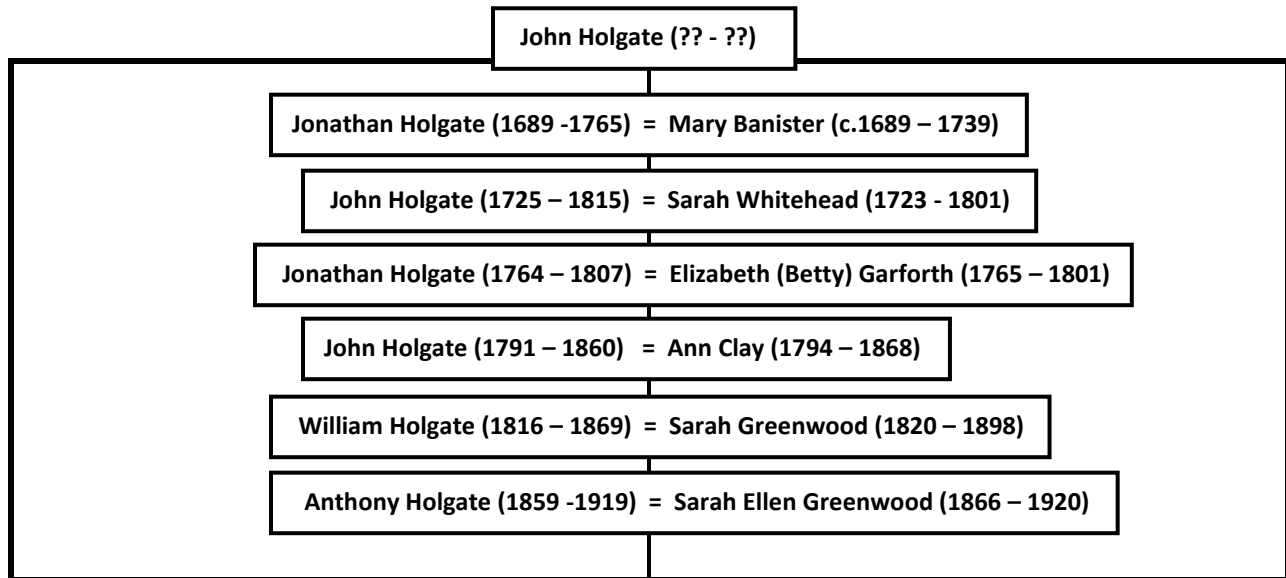 John Holgate (?? - ??)
Jonathan Holgate (1689 -1765) = Mary Banister (c.1689 – 1739)
John Holgate (1725 – 1815) = Sarah Whitehead (1723 - 1801)
Jonathan Holgate (1764 – 1807) = Elizabeth (Betty) Garforth (1765 – 1801)
John Holgate (1791 – 1860) = Ann Clay (1794 – 1868)
William Holgate (1816 – 1869) = Sarah Greenwood (1820 – 1898)
Anthony Holgate (1859 -1919) = Sarah Ellen Greenwood (1866 – 1920)